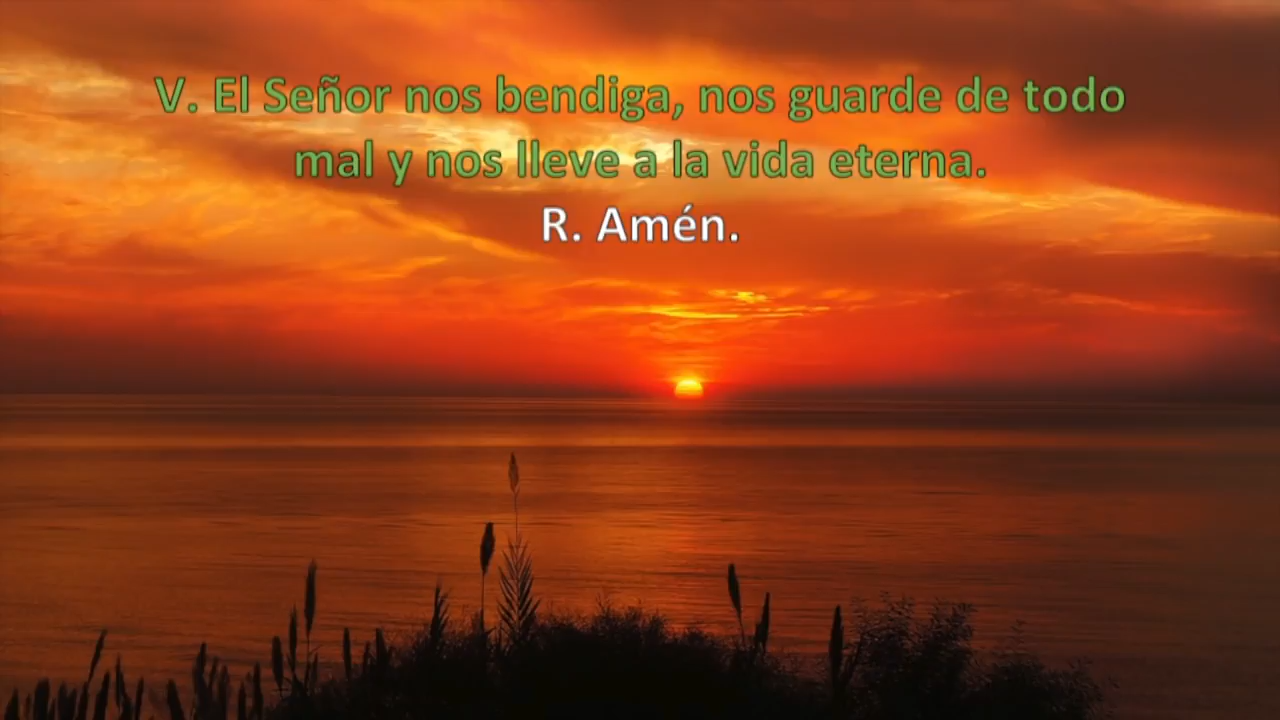 V. El Señor nos bendiga, nos guarde de todo
mal y nos lleve a la vida eterna.
R. Amén.